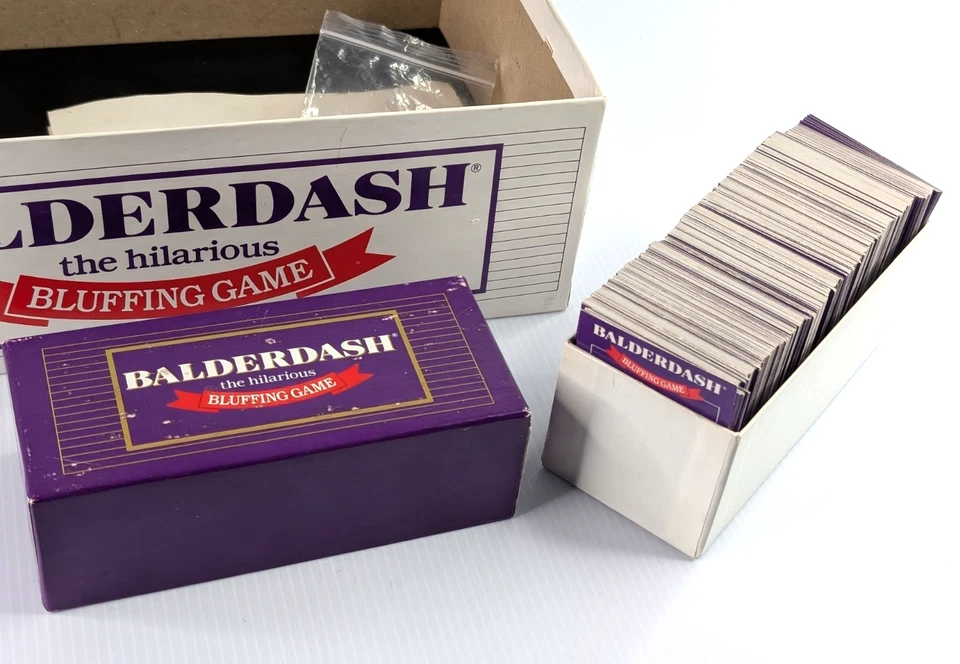 LDERDASH®
the hilarious
BLUFFING GAME
BALDERDASH®
the hilarious
BLUFFING GAME
BALDERDASH®
BLUFFING GAME